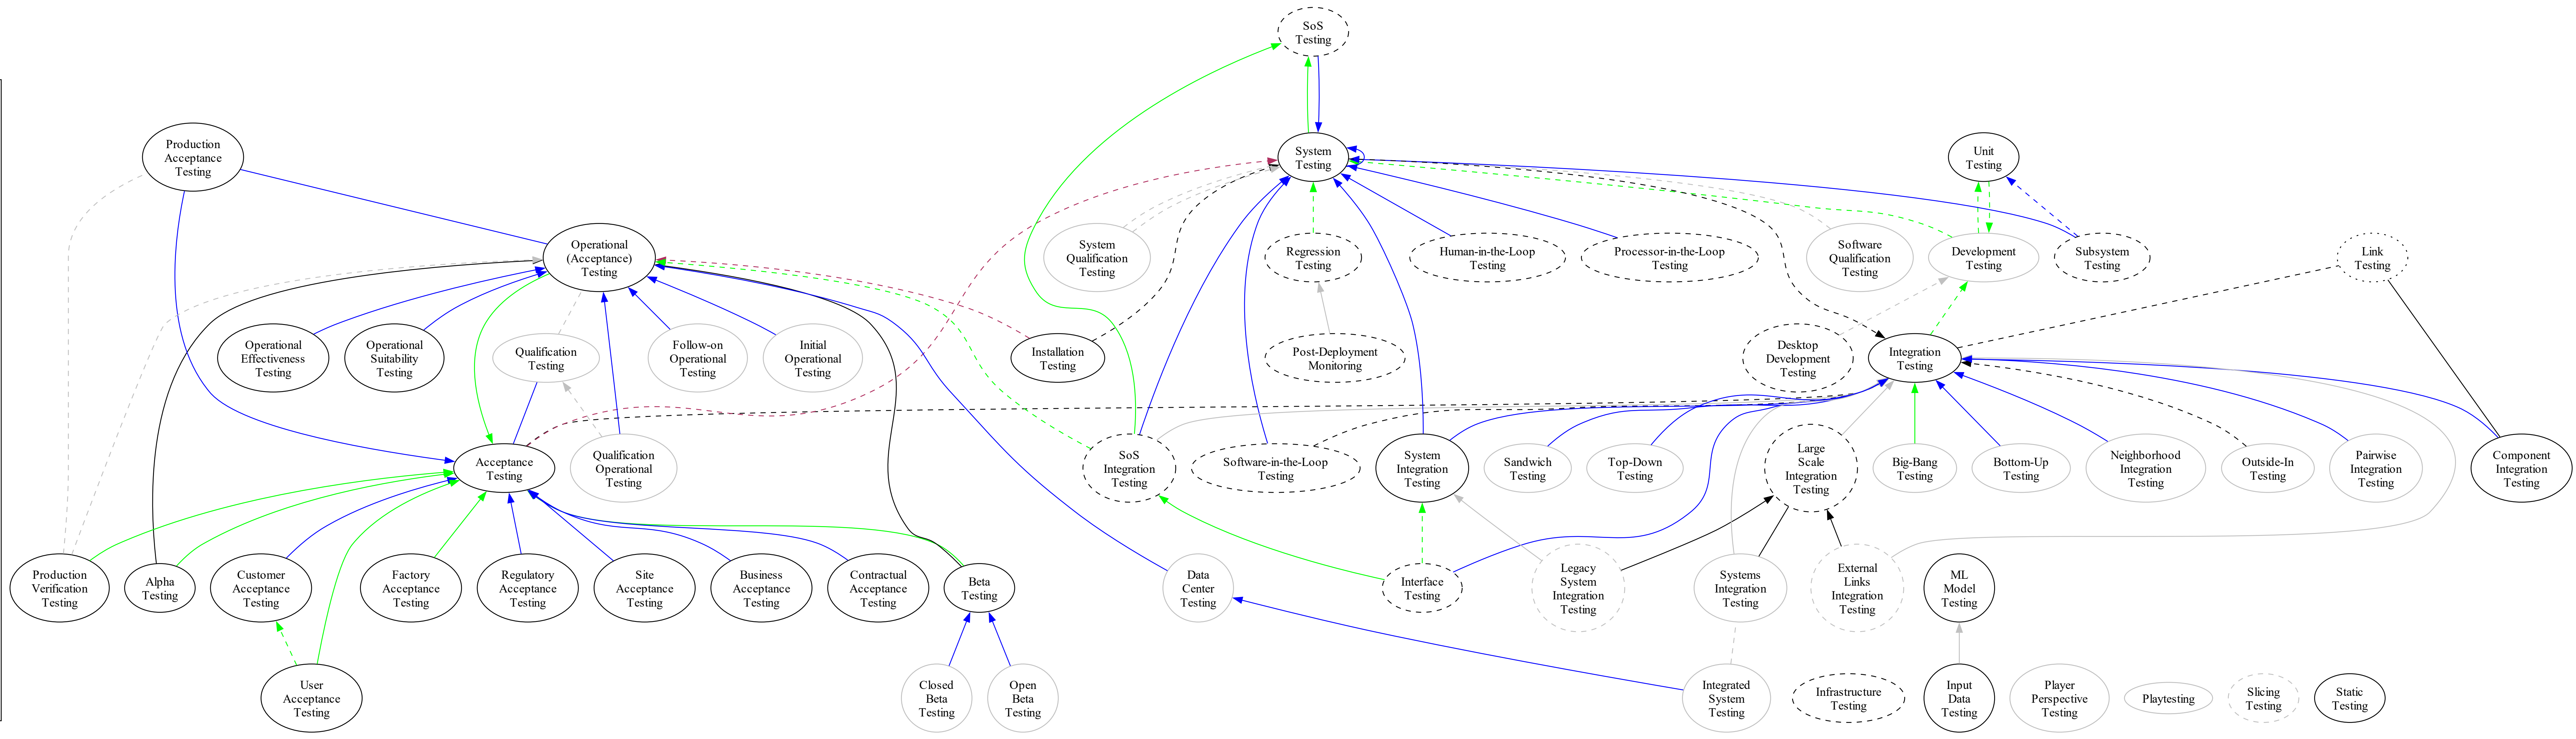 SoS
Testing
Production
Acceptance
Testing
System
Testing
Unit
Testing
Operational
(Acceptance)
Testing
System
Qualification
Testing
Regression
Testing
Human-in-the-Loop
Testing
Processor-in-the-Loop
Testing
Software
Qualification
Testing
Development
Testing
Subsystem
Testing
Link
Testing
Operational
Effectiveness
Testing
Operational
Suitability
Testing
Qualification
Testing
Follow-on
Operational
Testing
Initial
Operational
Testing
Installation
Testing
Post-Deployment
Monitoring
Desktop
Development
Testing
Integration
Testing
Acceptance
Testing
Qualification
Operational
Testing
SoS
Integration
Testing
Software-in-the-Loop
Testing
System
Integration
Testing
Sandwich
Testing
Top-Down
Testing
Large
Scale
Integration
Testing
Big-Bang
Testing
Bottom-Up
Testing
Neighborhood
Integration
Testing
Outside-In
Testing
Pairwise
Integration
Testing
Component
Integration
Testing
Production
Verification
Testing
Alpha
Testing
Customer
Acceptance
Testing
Factory
Acceptance
Testing
Regulatory
Acceptance
Testing
Site
Acceptance
Testing
Business
Acceptance
Testing
Contractual
Acceptance
Testing
Beta
Testing
Data
Center
Testing
Interface
Testing
Legacy
System
Integration
Testing
Systems
Integration
Testing
External
Links
Integration
Testing
ML
Model
Testing
User
Acceptance
Testing
Closed
Beta
Testing
Open
Beta
Testing
Integrated
System
Testing
Infrastructure
Testing
Input
Data
Testing
Player
Perspective
Testing
Playtesting
Slicing
Testing
Static
Testing